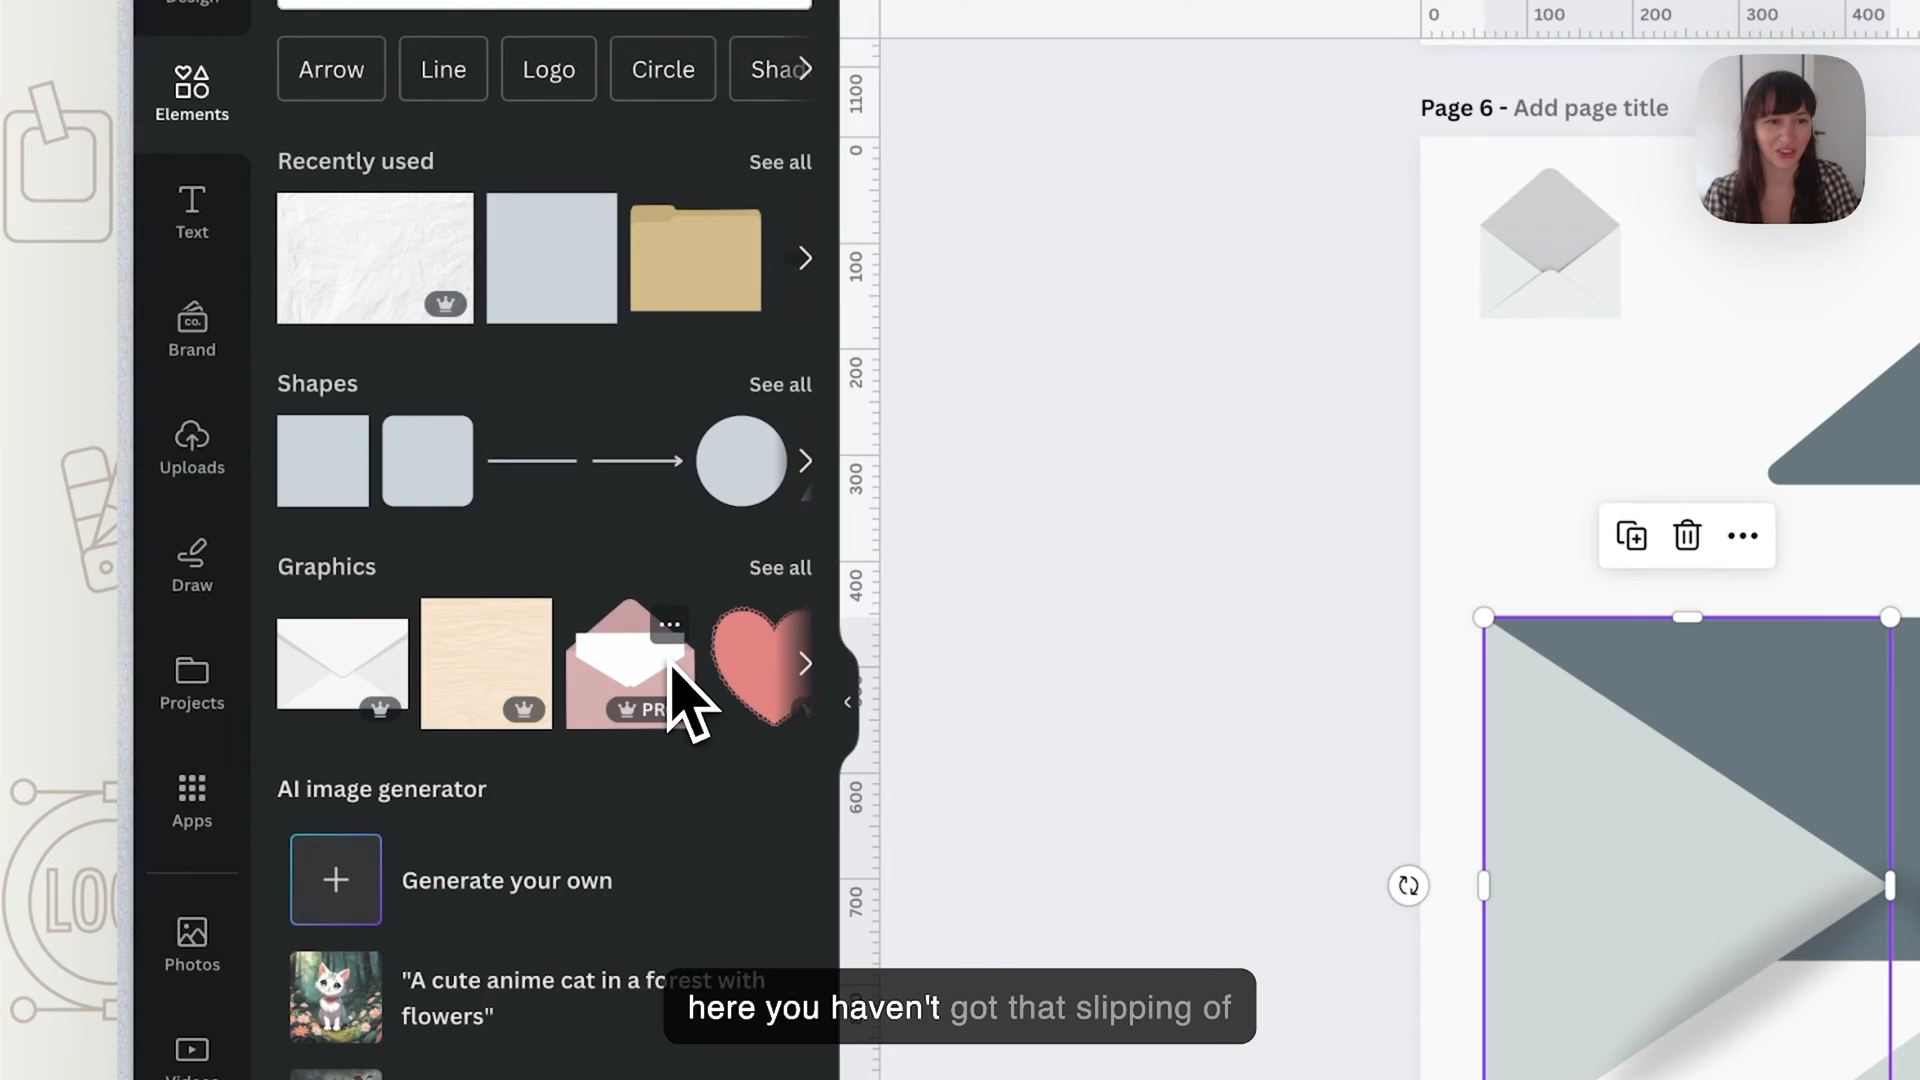 Design
Elements
Text
Brand
co.
Uploads
Draw
Projects
Apps
Photos
Arrow
Line
Logo
Circle
Recently used
See all
Shapes
See all
Graphics
See all
AI image generator
Generate your own
"A cute anime cat in a forest with
flowers"
0 100 200 300 400
1100
0
100
200
300
400
600
700
Page 6 - Add page title
here you haven't got that slipping of